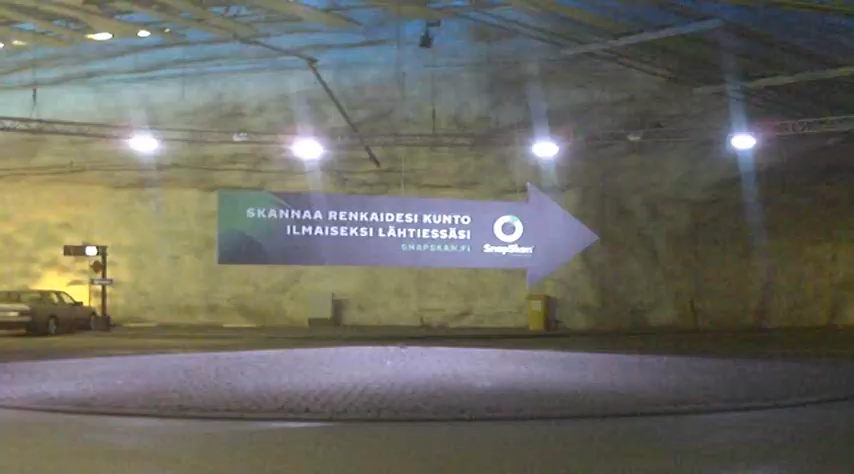 SKANNAA RENKAIDESI KUNTO
ILMAISEKSI LÄHTIESSÄSI
SNAPSKAN.FI
SnapSkan